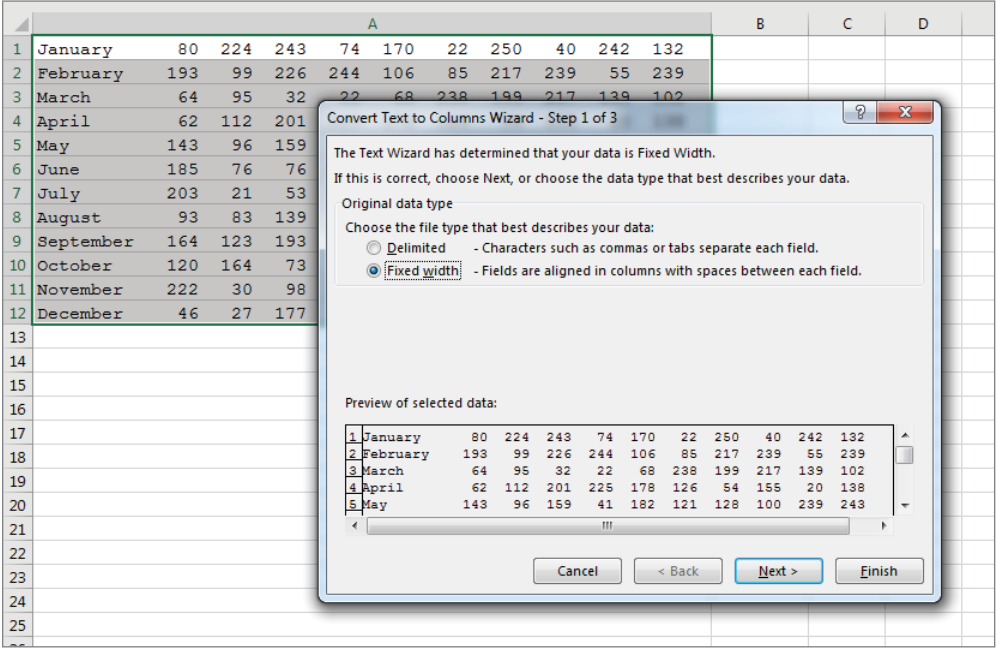 A B C D
1 January 80 224 243 74 170 22 250 40 242 132
2 February 193 99 226 244 106 85 217 239 55 239
3 March 64 95 32 22 68 238 199 217 139 102
4 April 62 112 201
5 May 143 96 159
6 June 185 76 76
7 July 203 21 53
8 August 93 83 139
9 September 164 123 193
10 October 120 164 73
11 November 222 30 98
12 December 46 27 177
13
14
15
16
17
18
19
20
21
22
23
24
25
Convert Text to Columns Wizard - Step 1 of 3
The Text Wizard has determined that your data is Fixed Width.
If this is correct, choose Next, or choose the data type that best describes your data.
Original data type
Choose the file type that best describes your data:
Delimited - Characters such as commas or tabs separate each field.
Fixed width - Fields are aligned in columns with spaces between each field.
Preview of selected data:
1 January 80 224 243 74 170 22 250 40 242 132
2 February 193 99 226 244 106 85 217 239 55 239
3 March 64 95 32 22 68 238 199 217 139 102
4 April 62 112 201 225 178 126 54 155 20 138
5 May 143 96 159 41 182 121 128 100 239 243
Cancel < Back Next > Finish